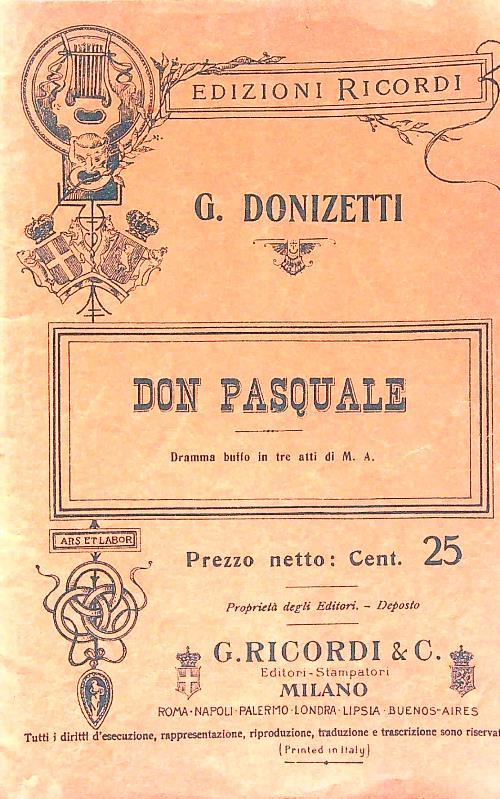 EDIZIONI RICORDI
G. DONIZETTI
DON PASQUALE
Dramma buffo in tre atti di M. A.
ARS ET LABOR
Prezzo netto: Cent. 25
Proprietà degli Editori. - Deposto
G. RICORDI & C.
Editori-Stampatori
MILANO
ROMA·NAPOLI·PALERMO·LONDRA·LIPSIA·BUENOS-AIRES
Tutti i diritti d'esecuzione, rappresentazione, riproduzione, traduzione e trascrizione sono riservat
(Printed in Italy)